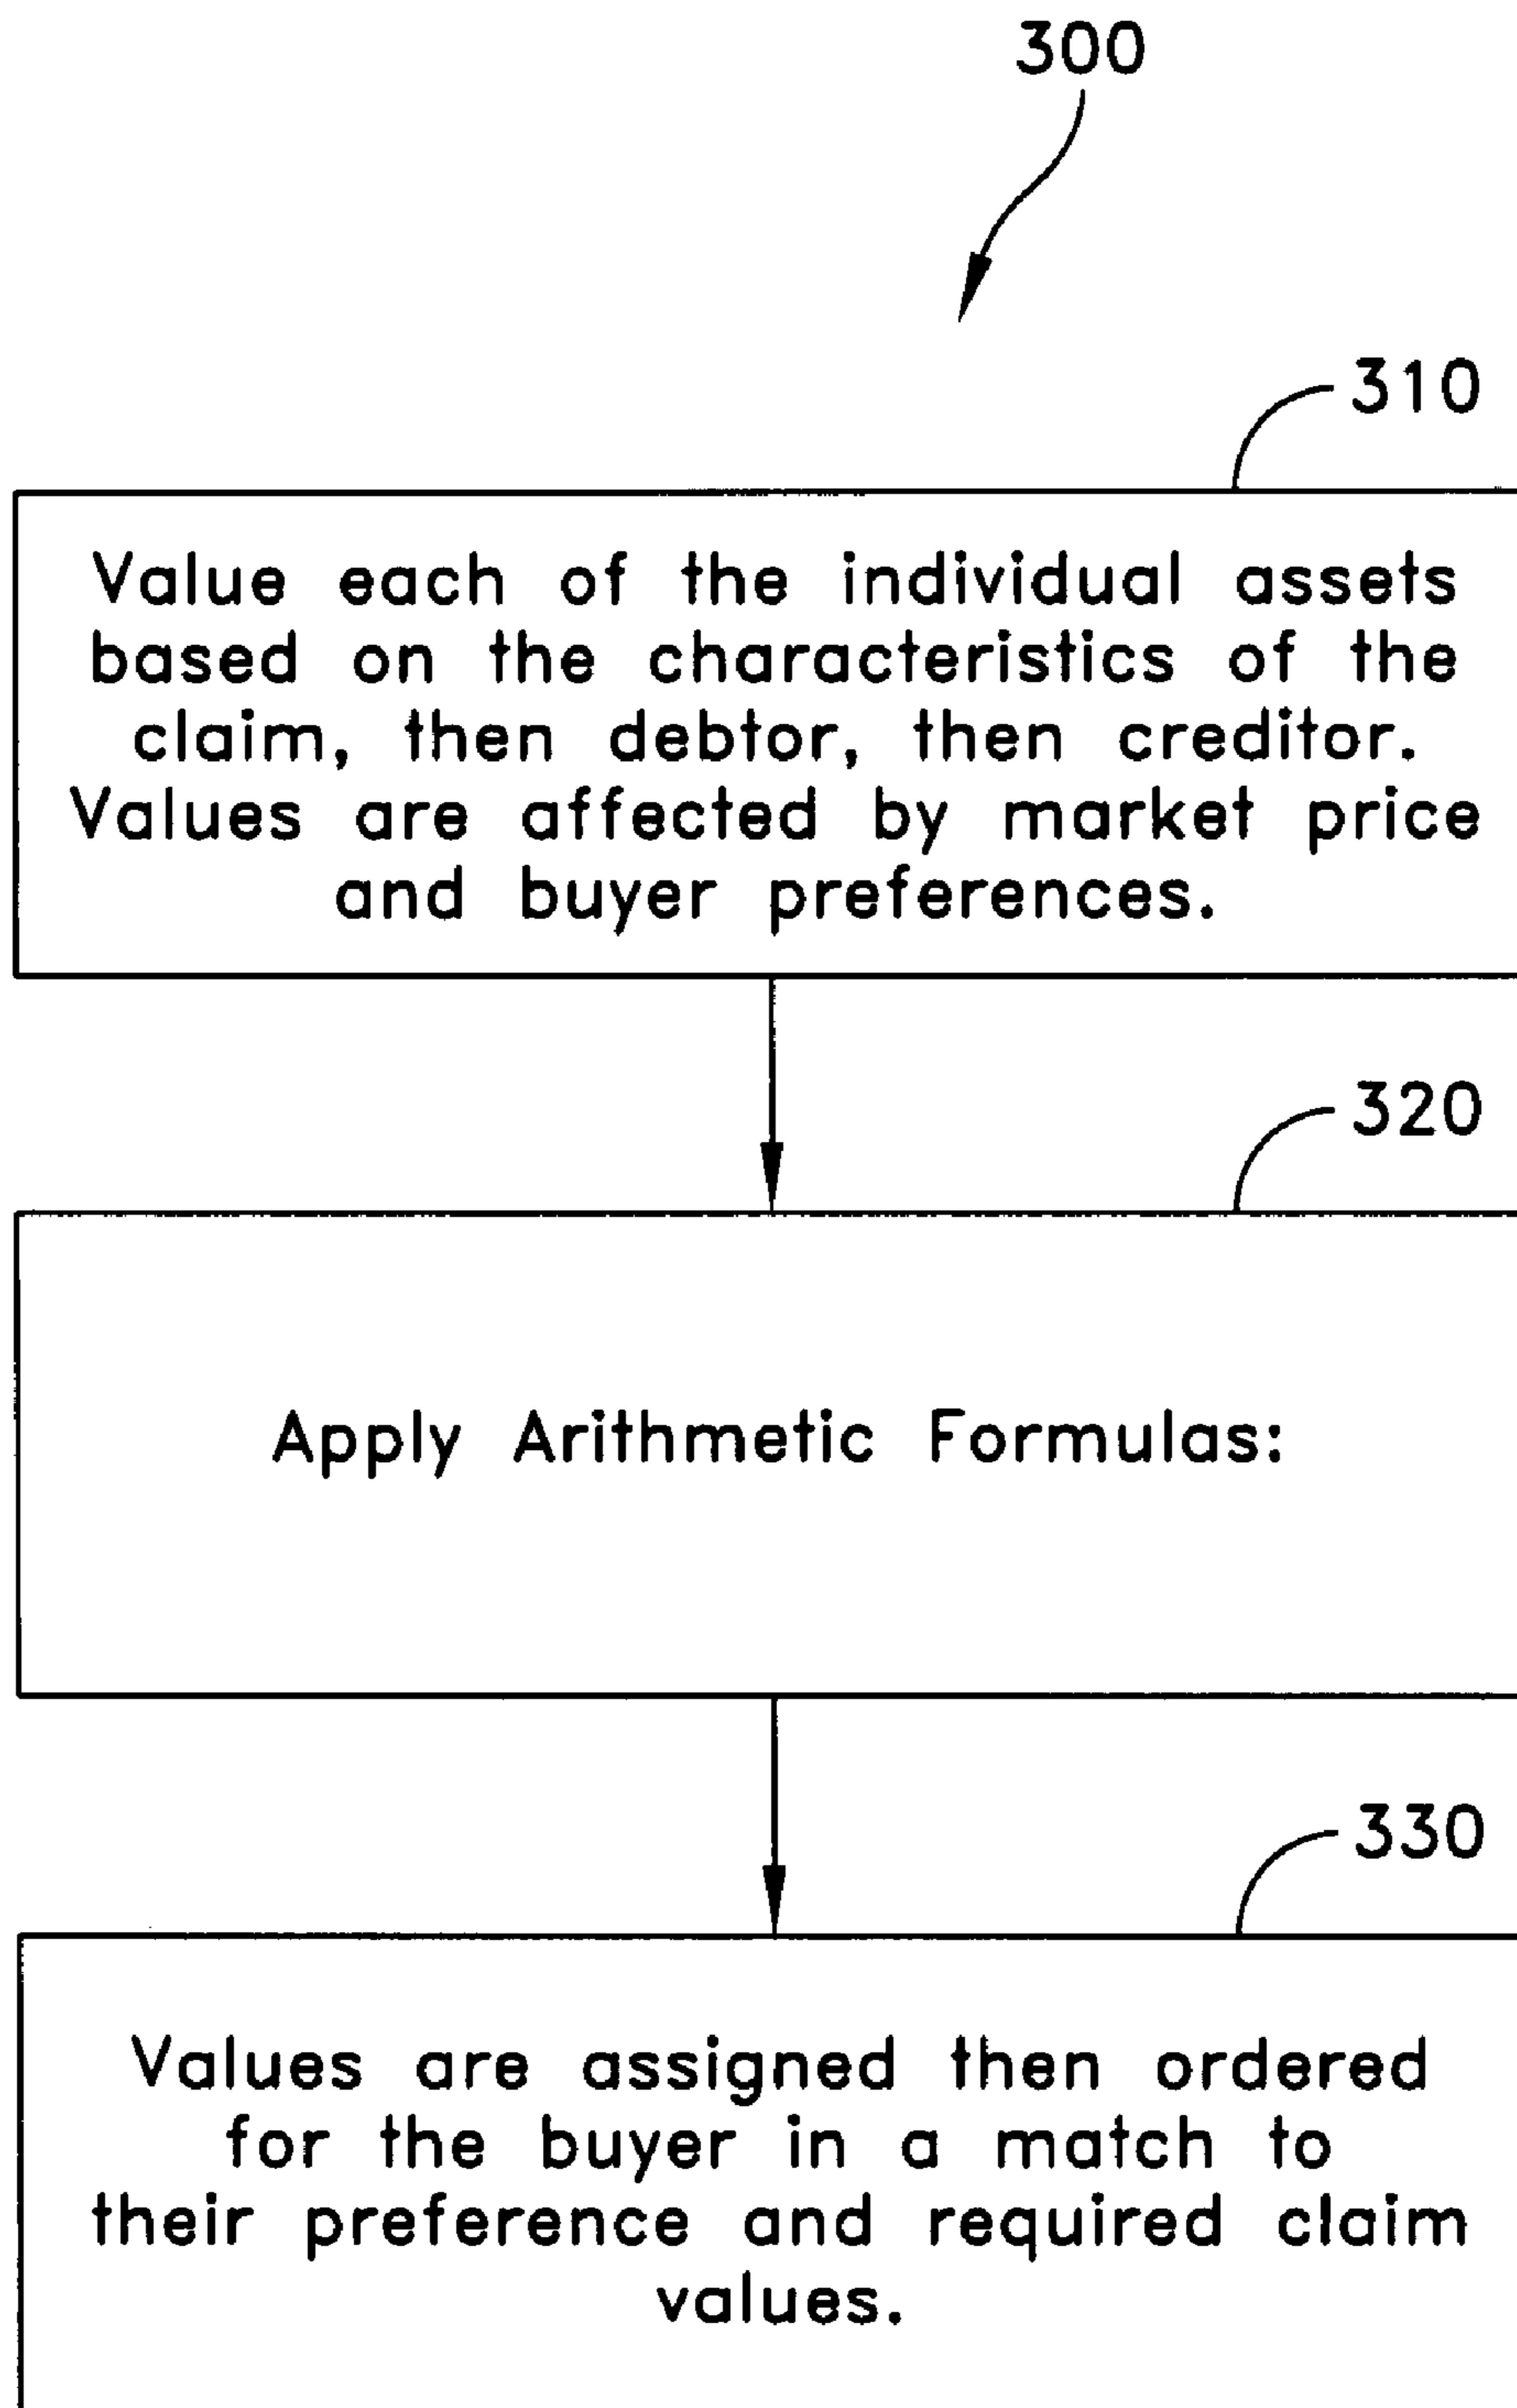 300
310
Value each of the individual assets
based on the characteristics of the
claim, then debtor, then creditor.
Values are affected by market price
and buyer preferences.
320
Apply Arithmetic Formulas:
330
Values are assigned then ordered
for the buyer in a match to
their preference and required claim
values.